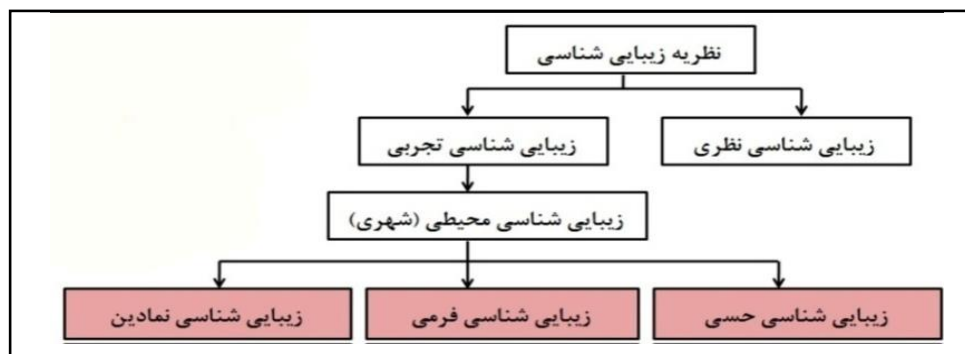 نظریه زیبایی شناسی
زیبایی شناسی نظری
زیبایی شناسی تجربی
زیبایی شناسی محیطی (شهری)
زیبایی شناسی حسی
زیبایی شناسی فرمی
زیبایی شناسی نمادین